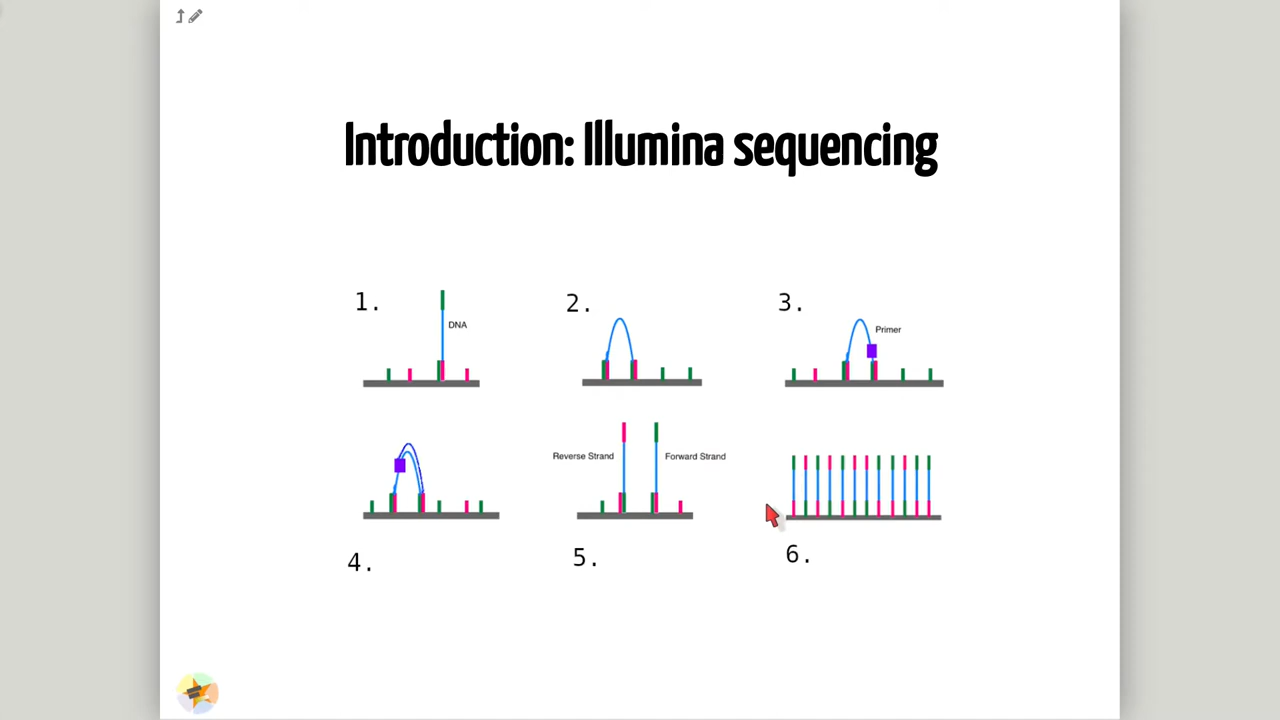 Introduction: Illumina sequencing
1.
DNA
2.
3.
Primer
4.
Reverse Strand
Forward Strand
5.
6.